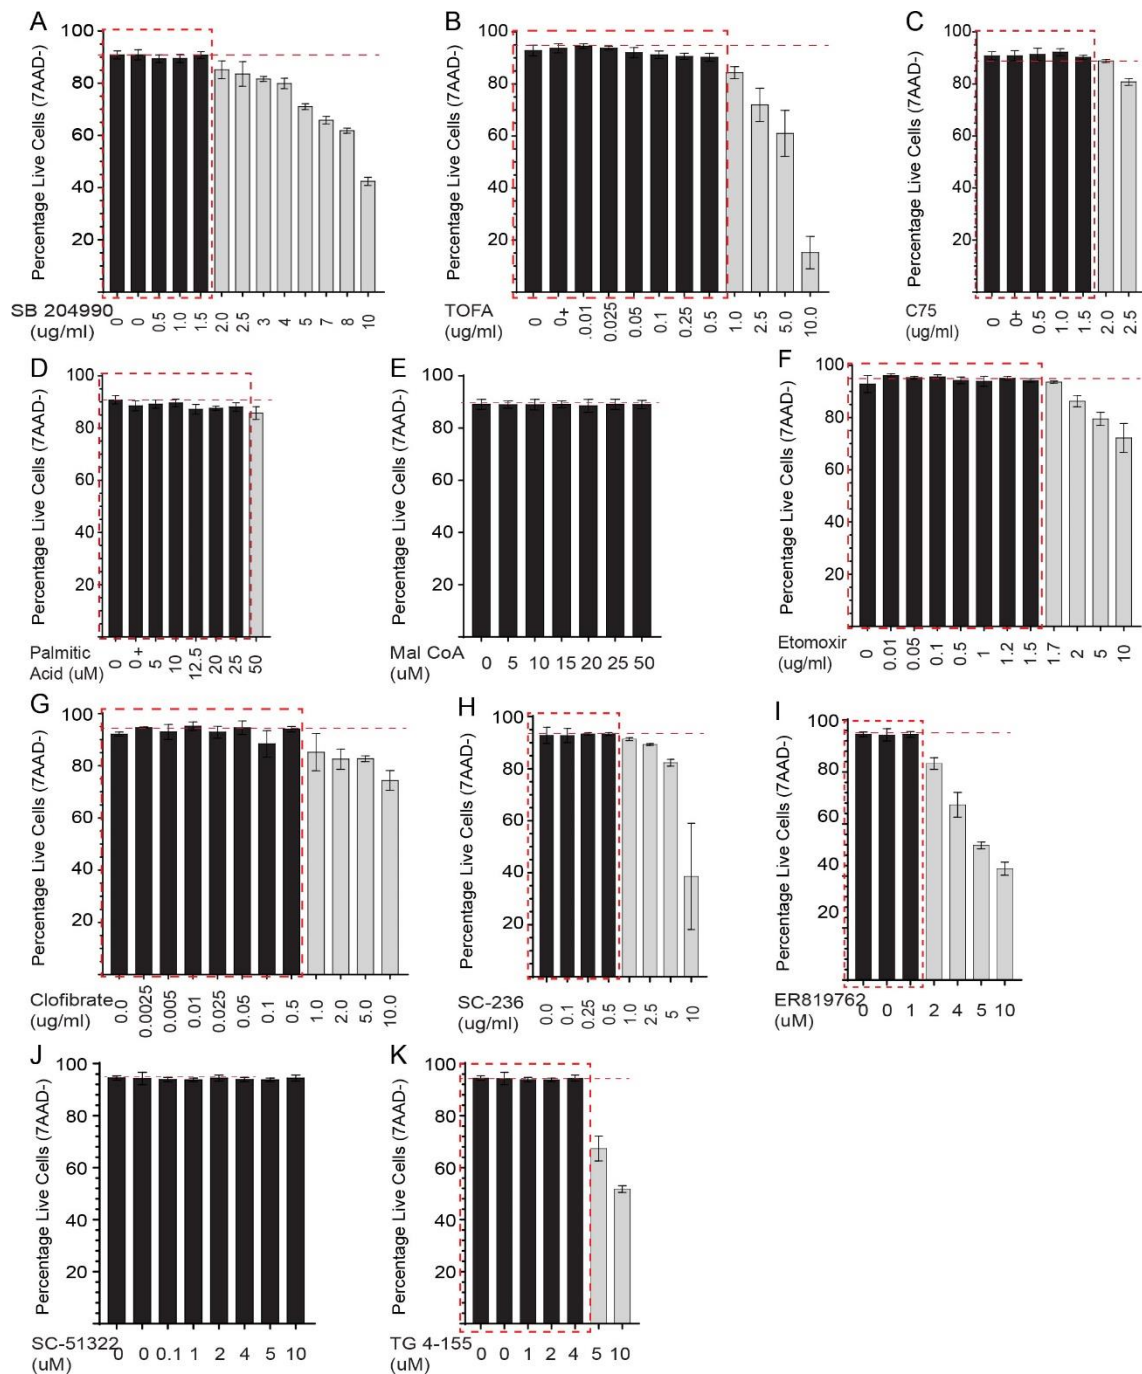 A
Percentage Live Cells (7AAD-)
100
80
60
40
20
SB 204990
(ug/ml)
0 0 0.5 1.0 1.5 2.0 2.5 3 4 5 7 8 10
B
Percentage Live Cells (7AAD-)
100
80
60
40
20
TOFA
(ug/ml)
0 0+ .01 0.025 0.05 0.1 0.25 0.5 1.0 2.5 5.0 10.0
C
Percentage Live Cells (7AAD-)
100
80
60
40
20
C75
(ug/ml)
0 0+ 0.5 1.0 1.5 2.0 2.5
D
Percentage Live Cells (7AAD-)
100
80
60
40
20
Palmitic
Acid (uM)
0 0+ 5 10 12.5 20 25 50
E
Percentage Live Cells (7AAD-)
100
80
60
40
20
Mal CoA
(uM)
0 5 10 15 20 25 50
F
Percentage Live Cells (7AAD-)
100
80
60
40
20
Etomoxir
(ug/ml)
0 0.01 0.05 0.1 0.5 1 1.2 1.5 1.7 2 5 10
G
Percentage Live Cells (7AAD-)
100
80
60
40
20
Clofibrate
(ug/ml)
0.0 0.0025 0.005 0.01 0.025 0.05 0.1 0.5 1.0 2.0 5.0 10.0
H
Percentage Live Cells (7AAD-)
100
80
60
40
20
SC-236
(ug/ml)
0.0 0.1 0.25 0.5 1.0 2.5 5 10
I
Percentage Live Cells (7AAD-)
100
80
60
40
20
ER819762
(uM)
0 0 1 2 4 5 10
J
Percentage Live Cells (7AAD-)
100
80
60
40
20
SC-51322
(uM)
0 0 0.1 1 2 4 5 10
K
Percentage Live Cells (7AAD-)
100
80
60
40
20
TG 4-155
(uM)
0 0 1 2 4 5 10